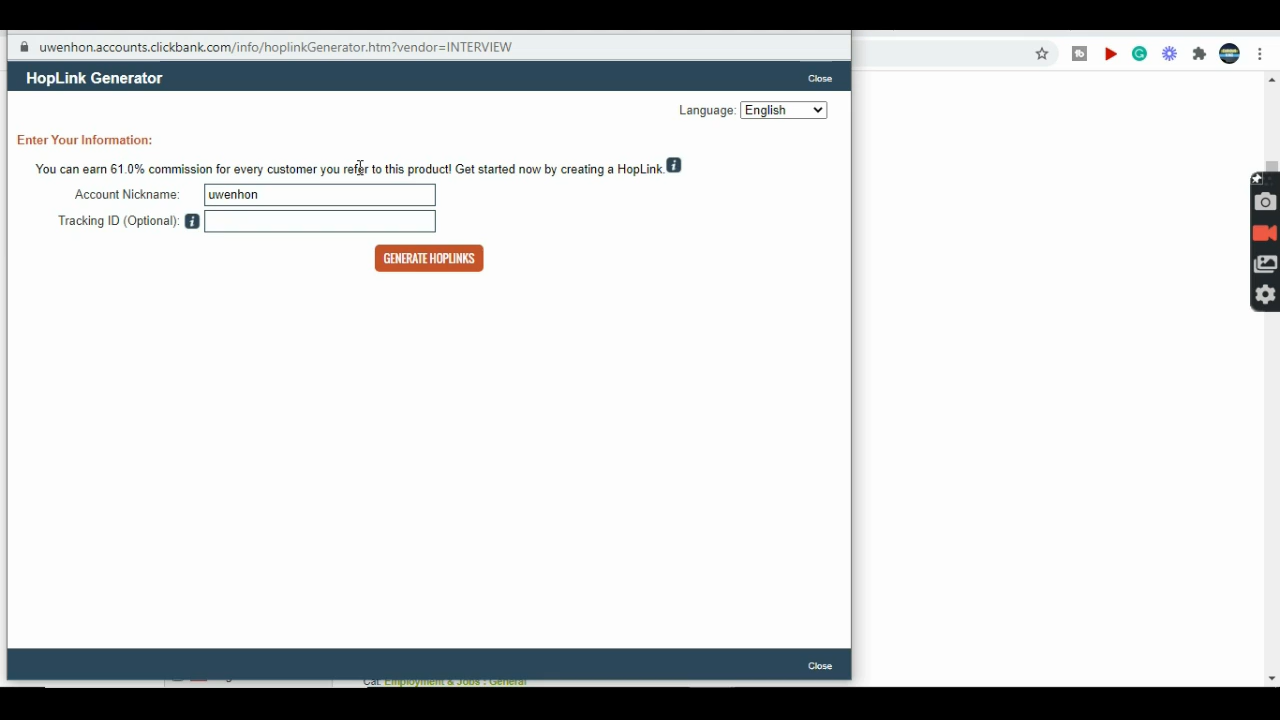 uwenhon.accounts.clickbank.com/info/hoplinkGenerator.htm?vendor=INTERVIEW
HopLink Generator
Close
Language: English
Enter Your Information:
You can earn 61.0% commission for every customer you refer to this product! Get started now by creating a HopLink.
Account Nickname: uwenhon
Tracking ID (Optional):
GENERATE HOPLINKS
Close
Cat: Employment & Jobs : General